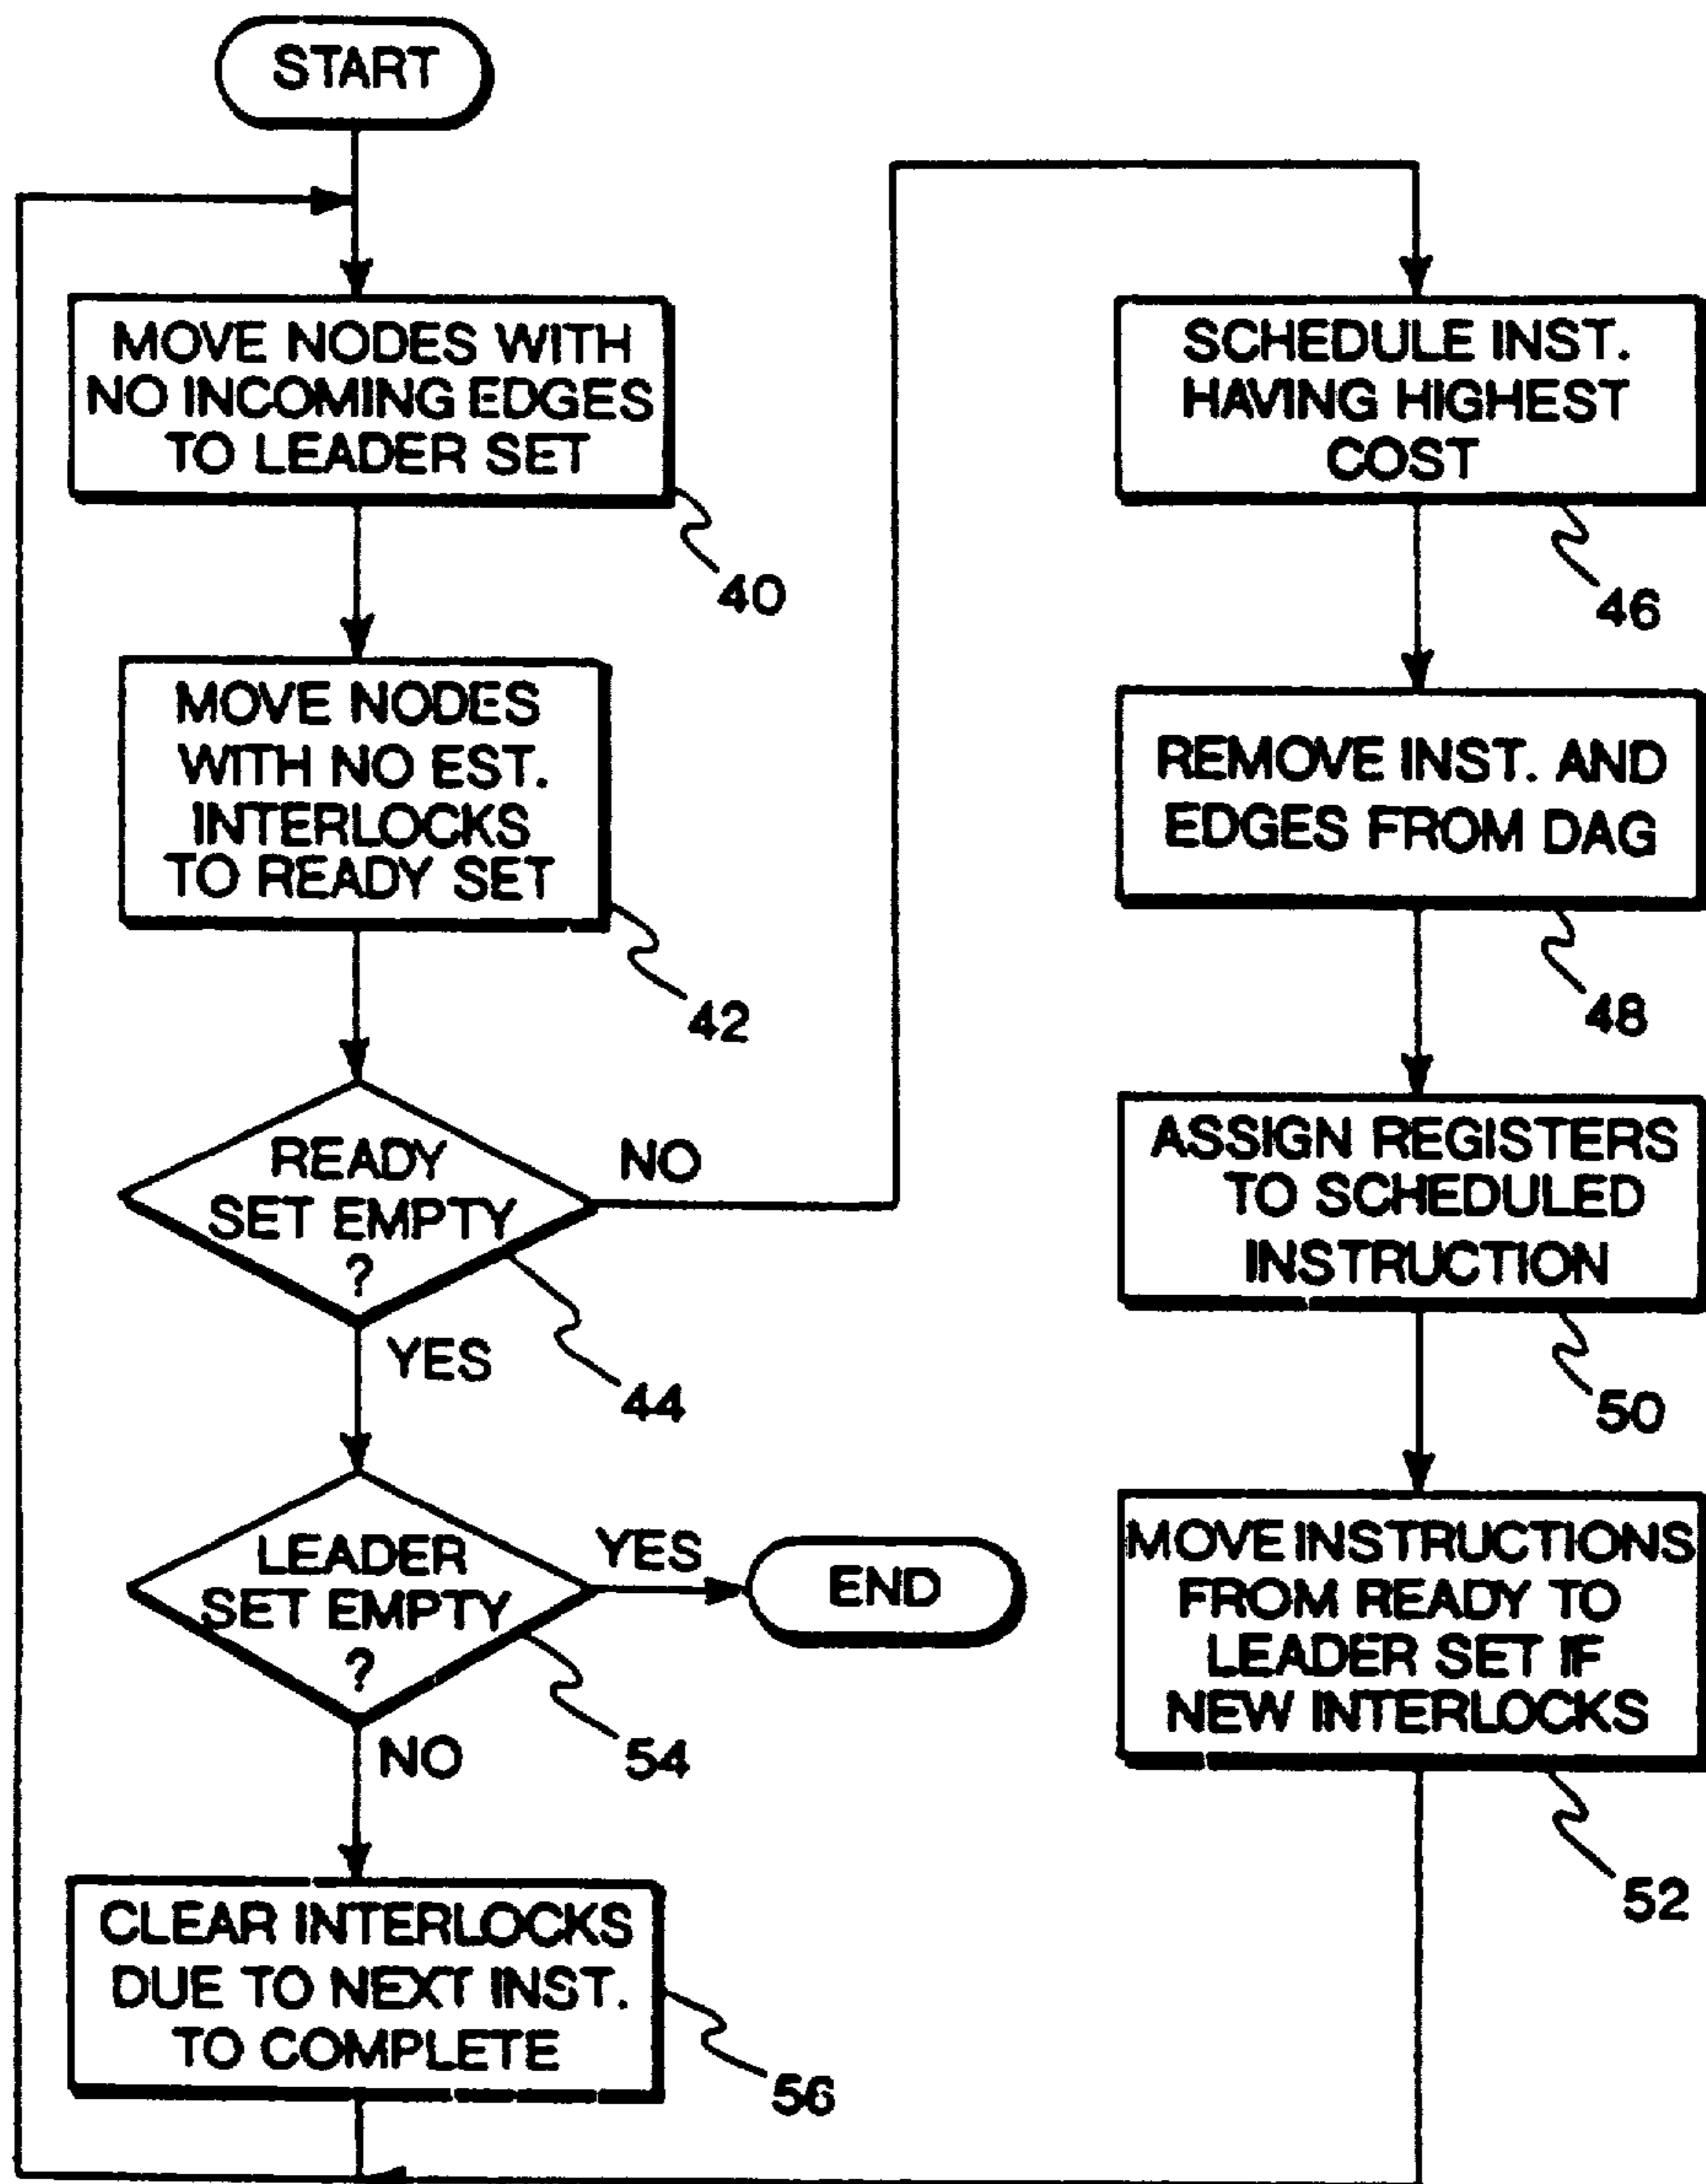 START
MOVE NODES WITH
NO INCOMING EDGES
TO LEADER SET
40
MOVE NODES
WITH NO EST.
INTERLOCKS
TO READY SET
42
READY
SET EMPTY
?
NO
YES
44
LEADER
SET EMPTY
?
YES
END
NO
54
CLEAR INTERLOCKS
DUE TO NEXT INST.
TO COMPLETE
56
SCHEDULE INST.
HAVING HIGHEST
COST
46
REMOVE INST. AND
EDGES FROM DAG
48
ASSIGN REGISTERS
TO SCHEDULED
INSTRUCTION
50
MOVE INSTRUCTIONS
FROM READY TO
LEADER SET IF
NEW INTERLOCKS
52